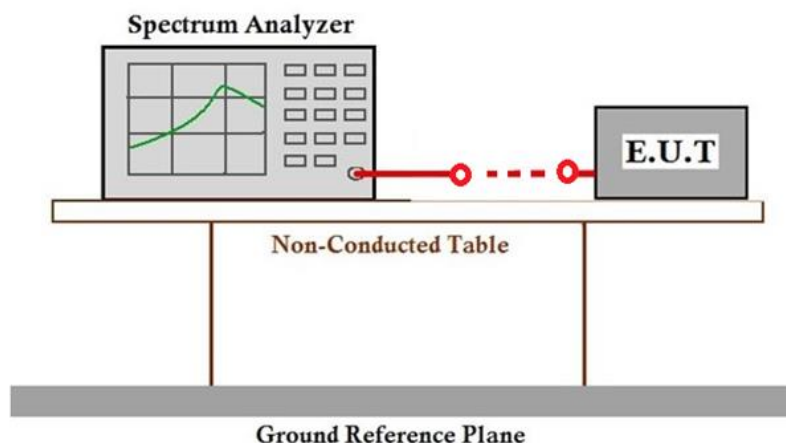 Spectrum Analyzer
E.U.T
Non-Conducted Table
Ground Reference Plane